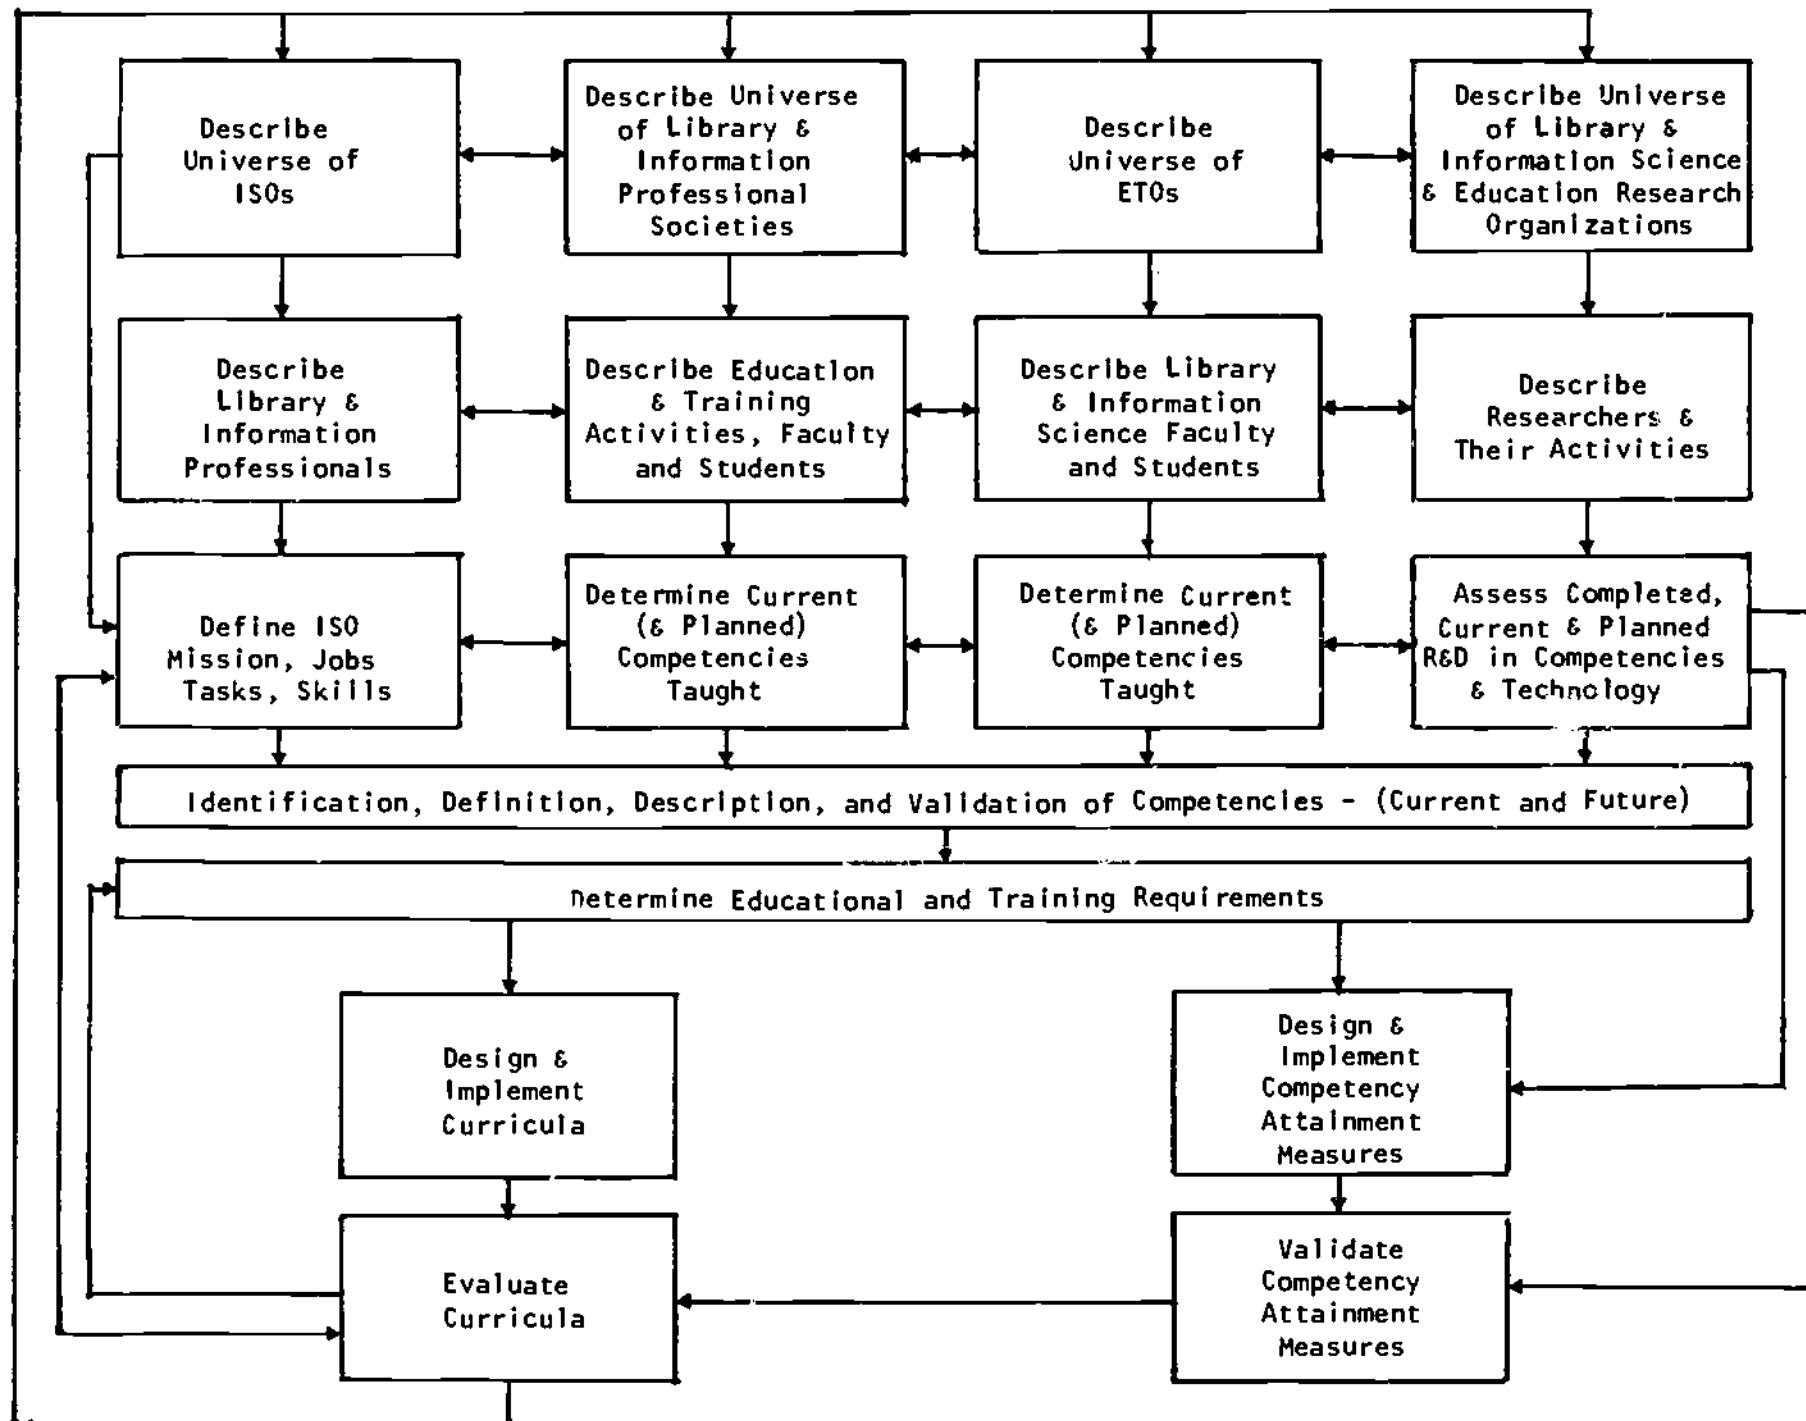 Describe
Universe of
ISOs
Describe Universe
of Library &
Information
Professional
Societies
Describe
Universe of
ETOs
Describe Universe
of Library &
Information Science
& Education Research
Organizations
Describe
Library &
Information
Professionals
Describe Education
& Training
Activities, Faculty
and Students
Describe Library
& Information
Science Faculty
and Students
Describe
Researchers &
Their Activities
Define ISO
Mission, Jobs
Tasks, Skills
Determine Current
(& Planned)
Competencies
Taught
Determine Current
(& Planned)
Competencies
Taught
Assess Completed,
Current & Planned
R&D in Competencies
& Technology
Identification, Definition, Description, and Validation of Competencies - (Current and Future)
Determine Educational and Training Requirements
Design &
Implement
Curricula
Design &
Implement
Competency
Attainment
Measures
Evaluate
Curricula
Validate
Competency
Attainment
Measures